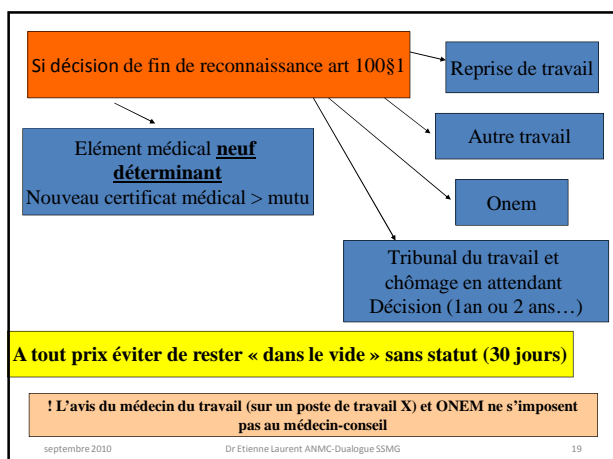 Si décision de fin de reconnaissance art 100§1
Reprise de travail
Elément médical neuf
déterminant
Nouveau certificat médical > mutu
Autre travail
Onem
Tribunal du travail et
chômage en attendant
Décision (1an ou 2 ans…)
A tout prix éviter de rester « dans le vide » sans statut (30 jours)
! L’avis du médecin du travail (sur un poste de travail X) et ONEM ne s’imposent
pas au médecin-conseil
septembre 2010
Dr Etienne Laurent ANMC-Dualogue SSMG
19